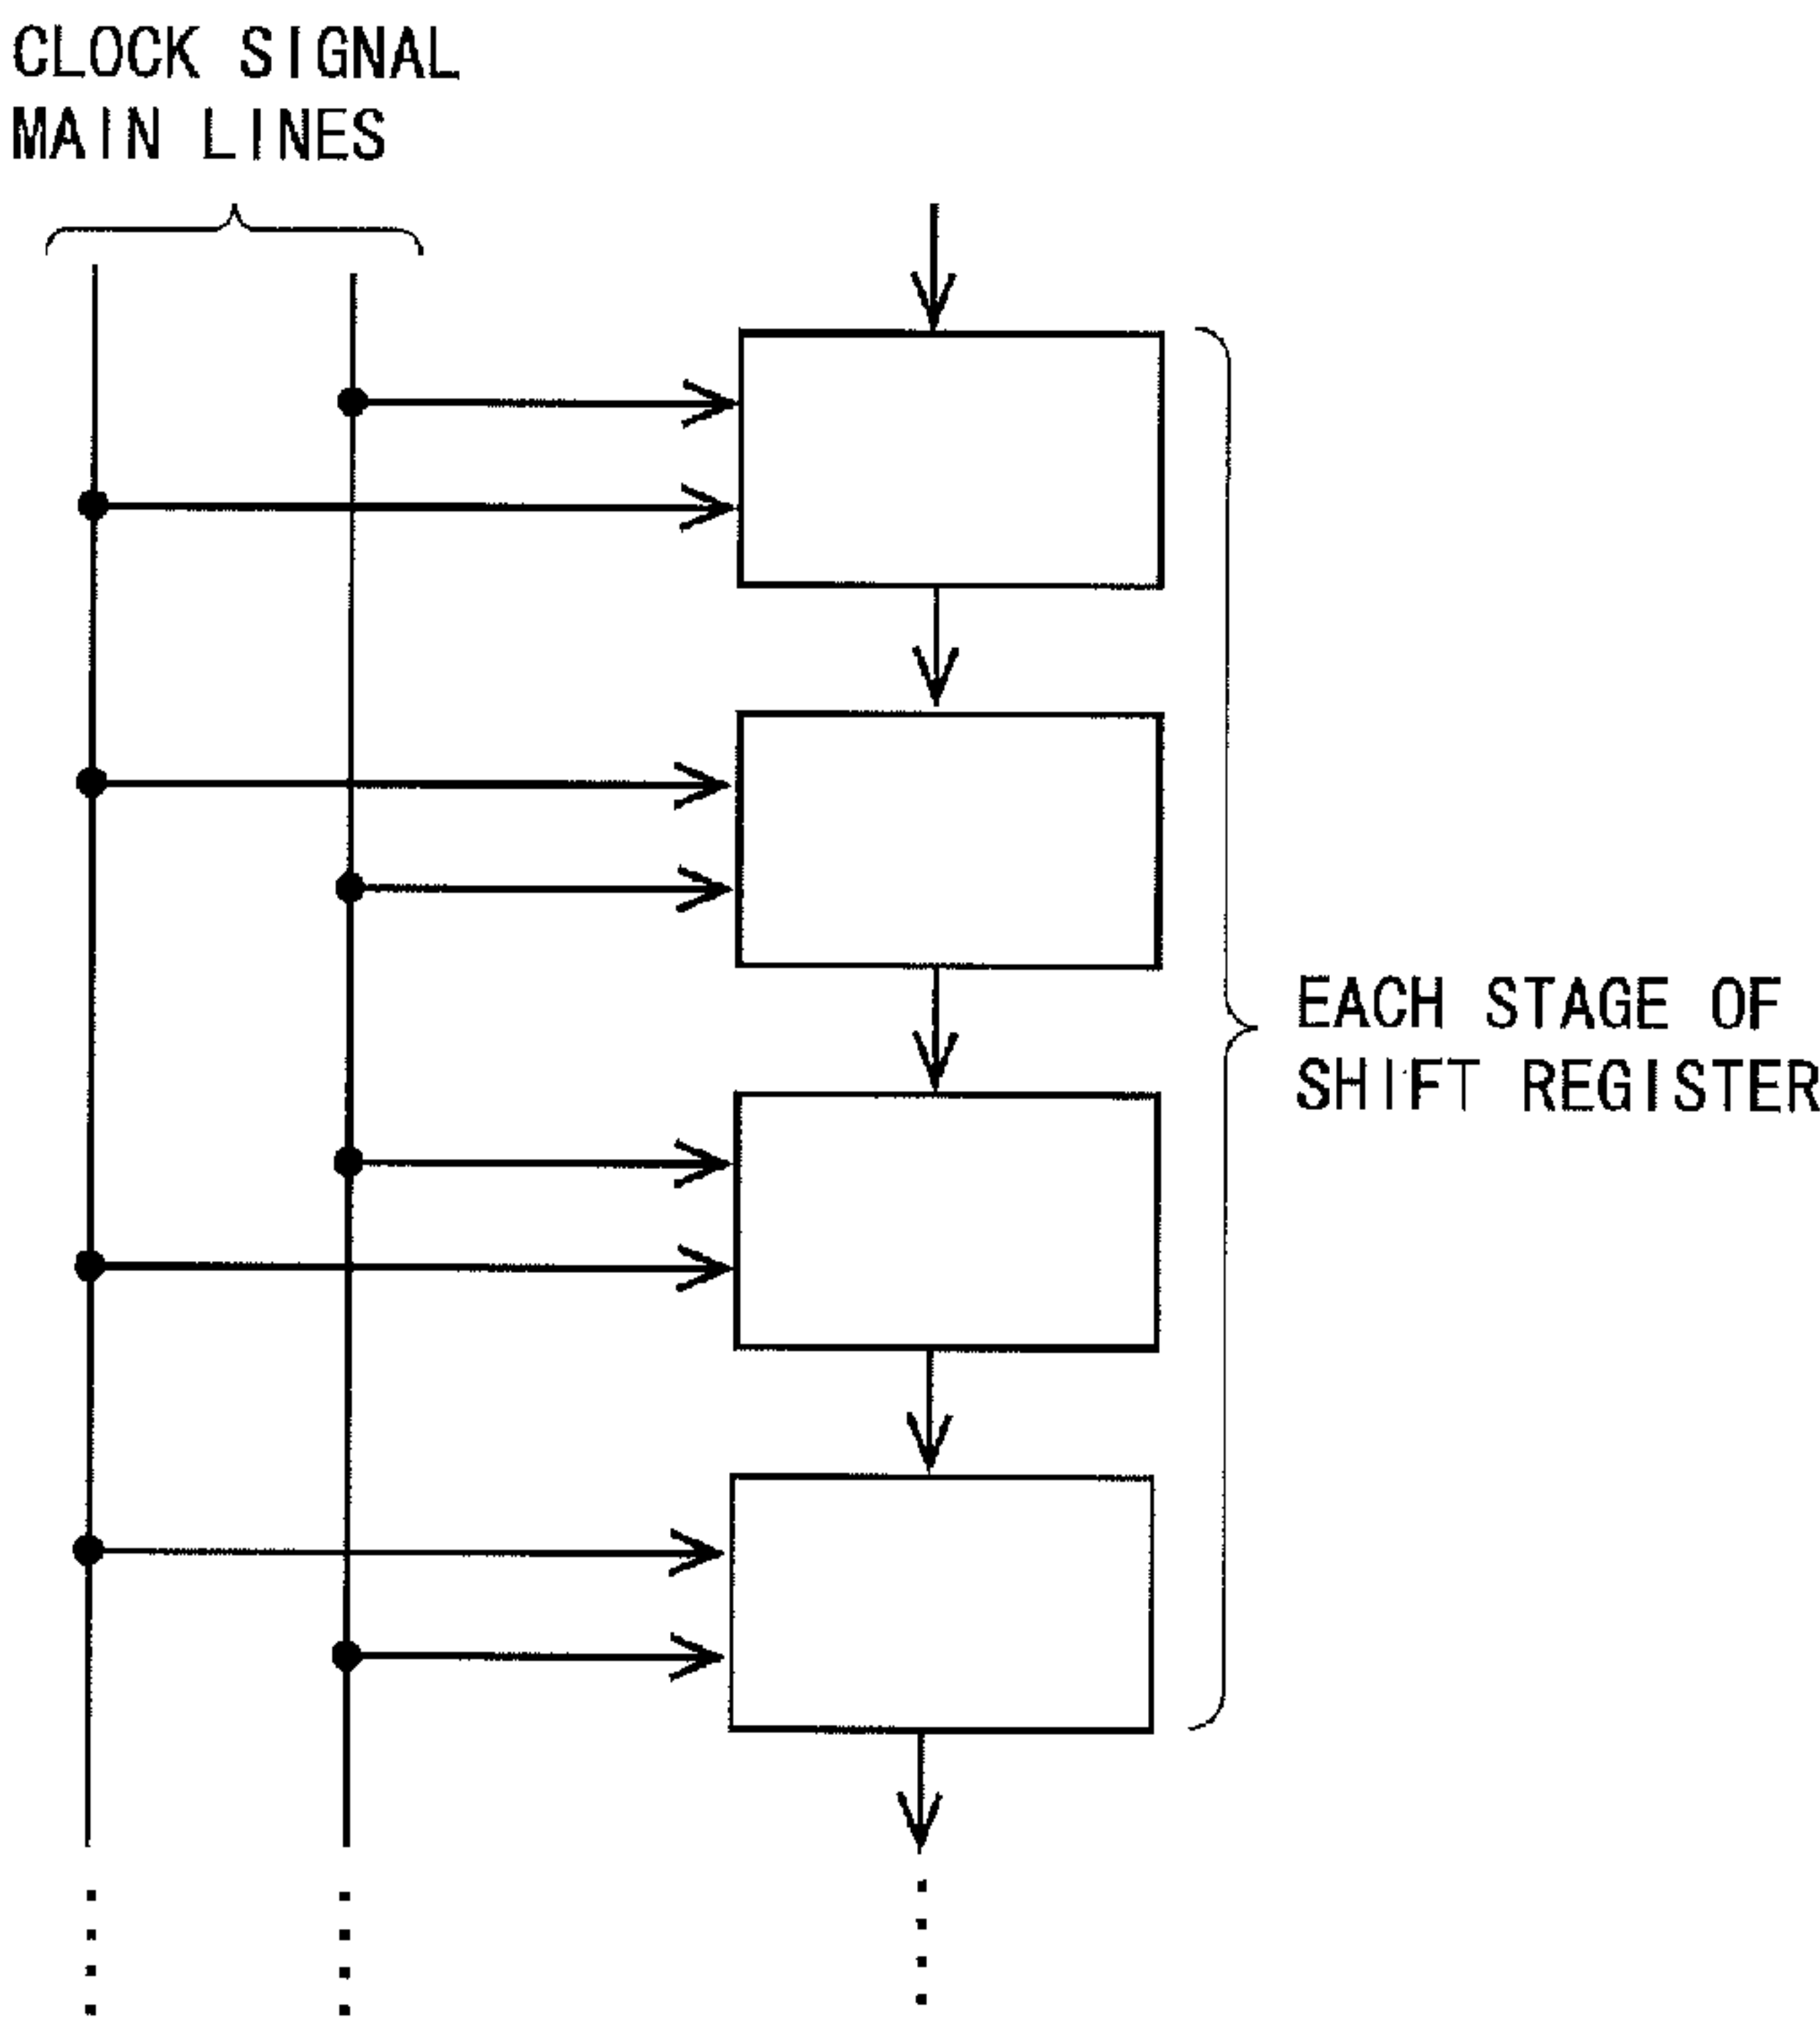 CLOCK SIGNAL
MAIN LINES
EACH STAGE OF
SHIFT REGISTER